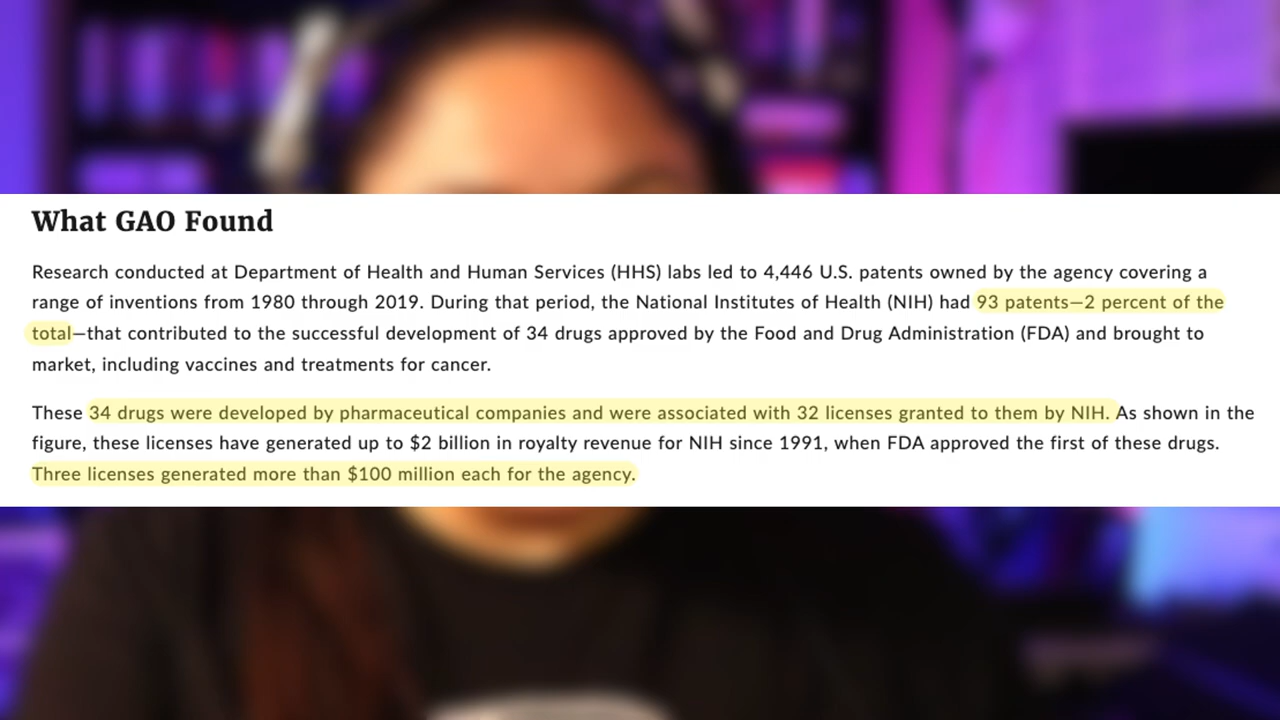 What GAO Found
Research conducted at Department of Health and Human Services (HHS) labs led to 4,446 U.S. patents owned by the agency covering a
range of inventions from 1980 through 2019. During that period, the National Institutes of Health (NIH) had 93 patents—2 percent of the
total—that contributed to the successful development of 34 drugs approved by the Food and Drug Administration (FDA) and brought to
market, including vaccines and treatments for cancer.
These 34 drugs were developed by pharmaceutical companies and were associated with 32 licenses granted to them by NIH. As shown in the
figure, these licenses have generated up to $2 billion in royalty revenue for NIH since 1991, when FDA approved the first of these drugs.
Three licenses generated more than $100 million each for the agency.